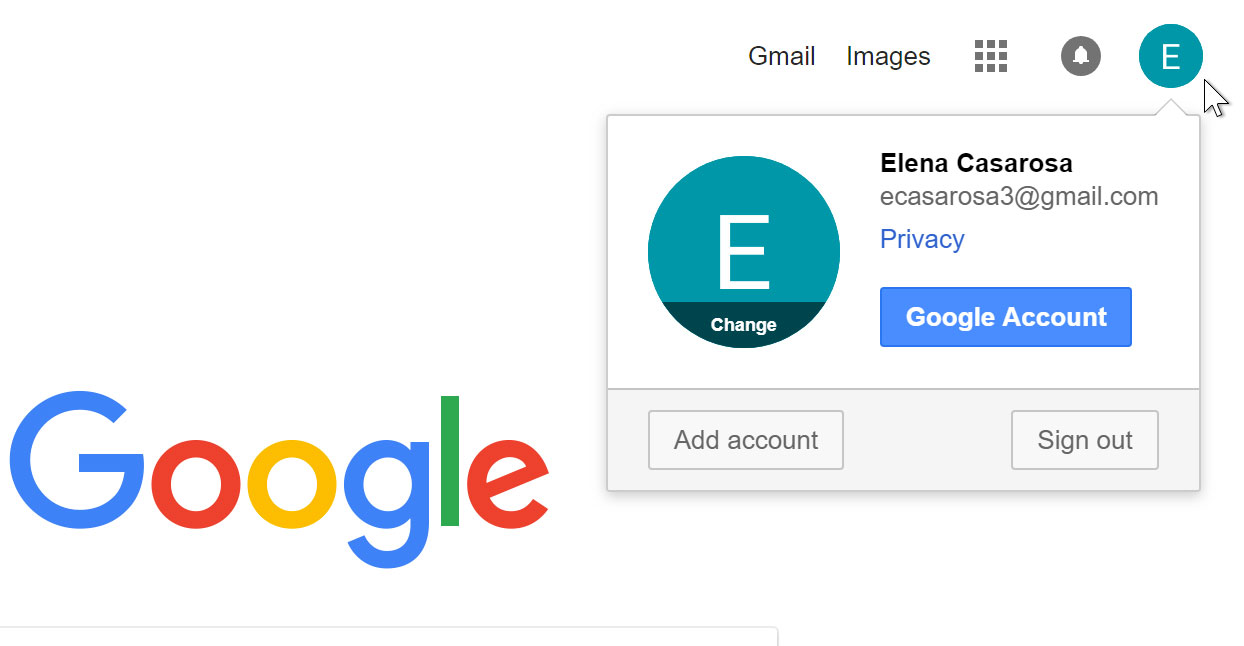 Gmail Images E
Elena Casarosa
ecasarosa3@gmail.com
Privacy
E
Change
Google Account
Add account Sign out
Google